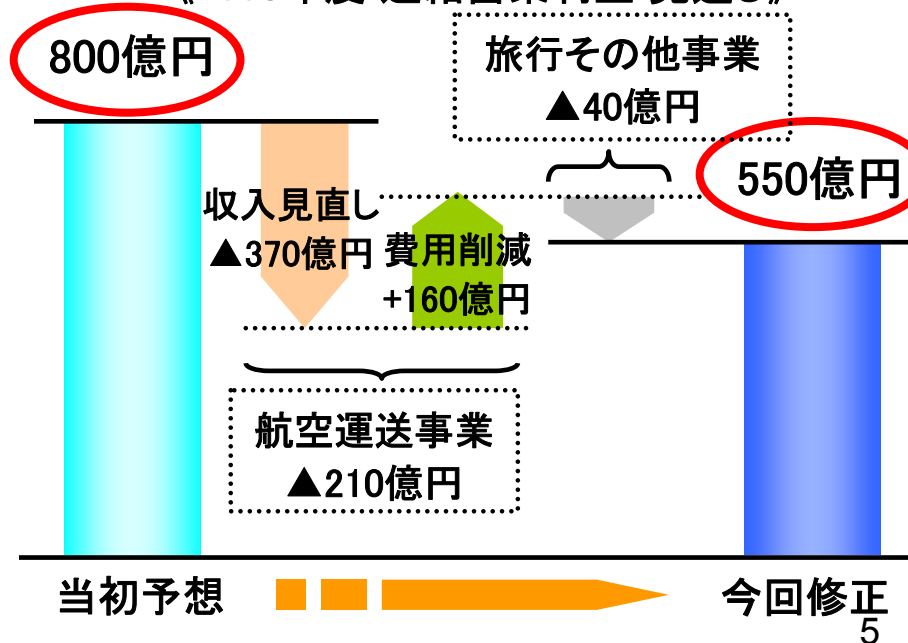 800億円
旅行その他事業
▲40億円
550億円
収入見直し
▲370億円
費用削減
+160億円
航空運送事業
▲210億円
当初予想
今回修正
5